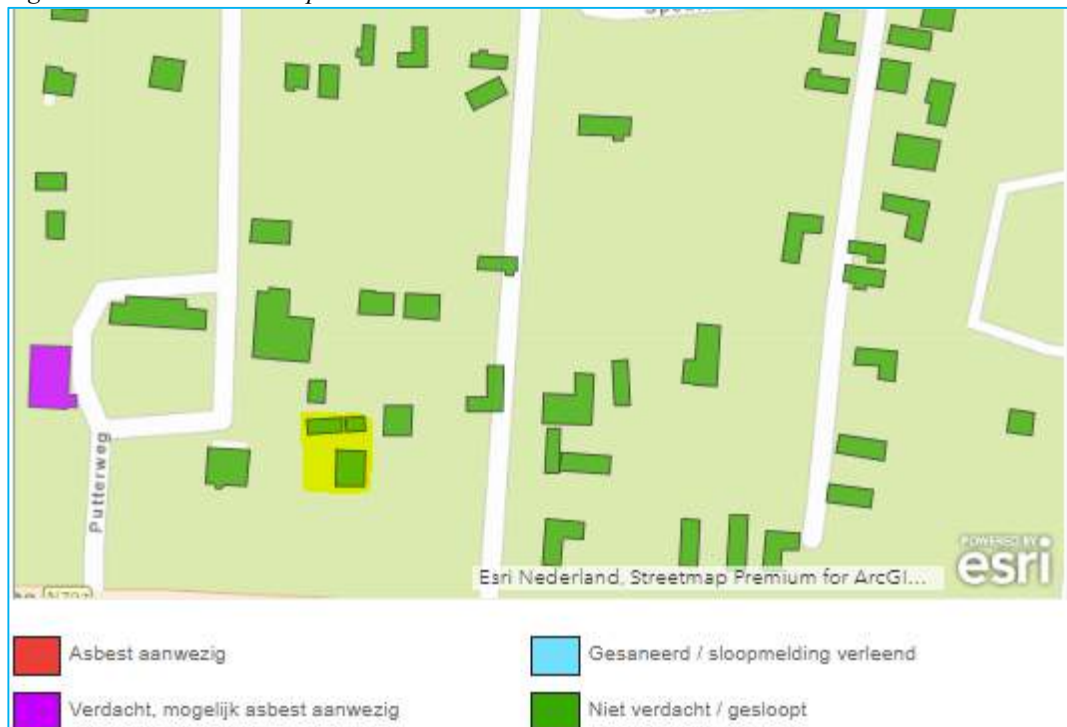 Putterweg
Esri Nederland, Streetmap Premium for ArcGI...
POWERED BY
esri
Asbest aanwezig
Gesaneerd / sloopmelding verleend
Verdacht, mogelijk asbest aanwezig
Niet verdacht / gesloopt